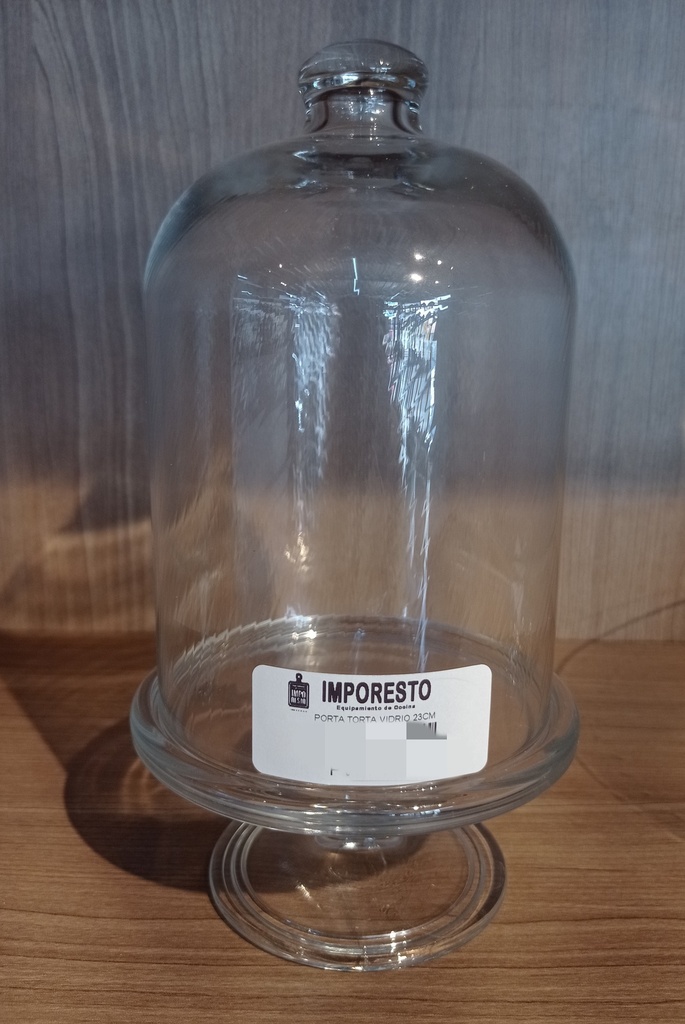 IMPORESTO
Equipamiento de Cocina
PORTA TORTA VIDRIO 23CM